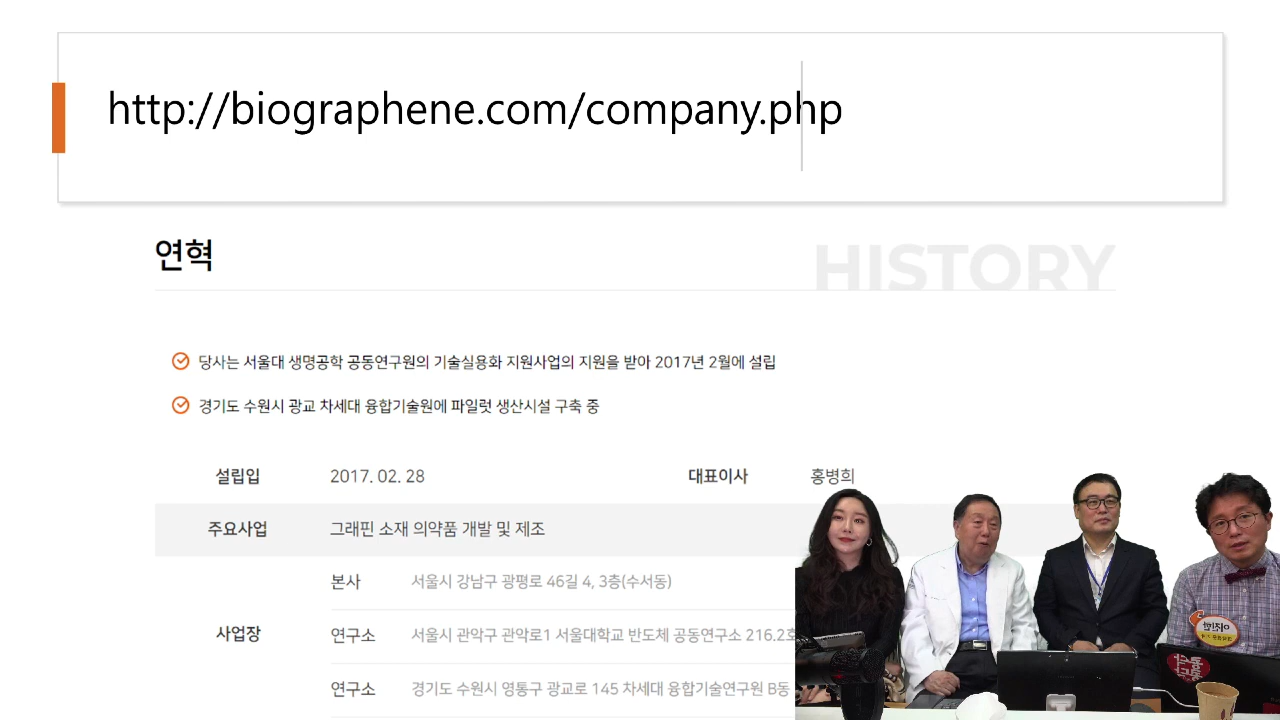 http://biographene.com/company.php
연혁
HISTORY
당사는 서울대 생명공학 공동연구원의 기술실용화 지원사업의 지원을 받아 2017년 2월에 설립
경기도 수원시 광교 차세대 융합기술원에 파일럿 생산시설 구축 중
설립입 2017. 02. 28 대표이사 홍병희
주요사업 그래핀 소재 의약품 개발 및 제조
본사 서울시 강남구 광평로 46길 4, 3층(수서동)
사업장
연구소 서울시 관악구 관악로1 서울대학교 반도체 공동연구소 216.2호
연구소 경기도 수원시 영통구 광교로 145 차세대 융합기술연구원 B동